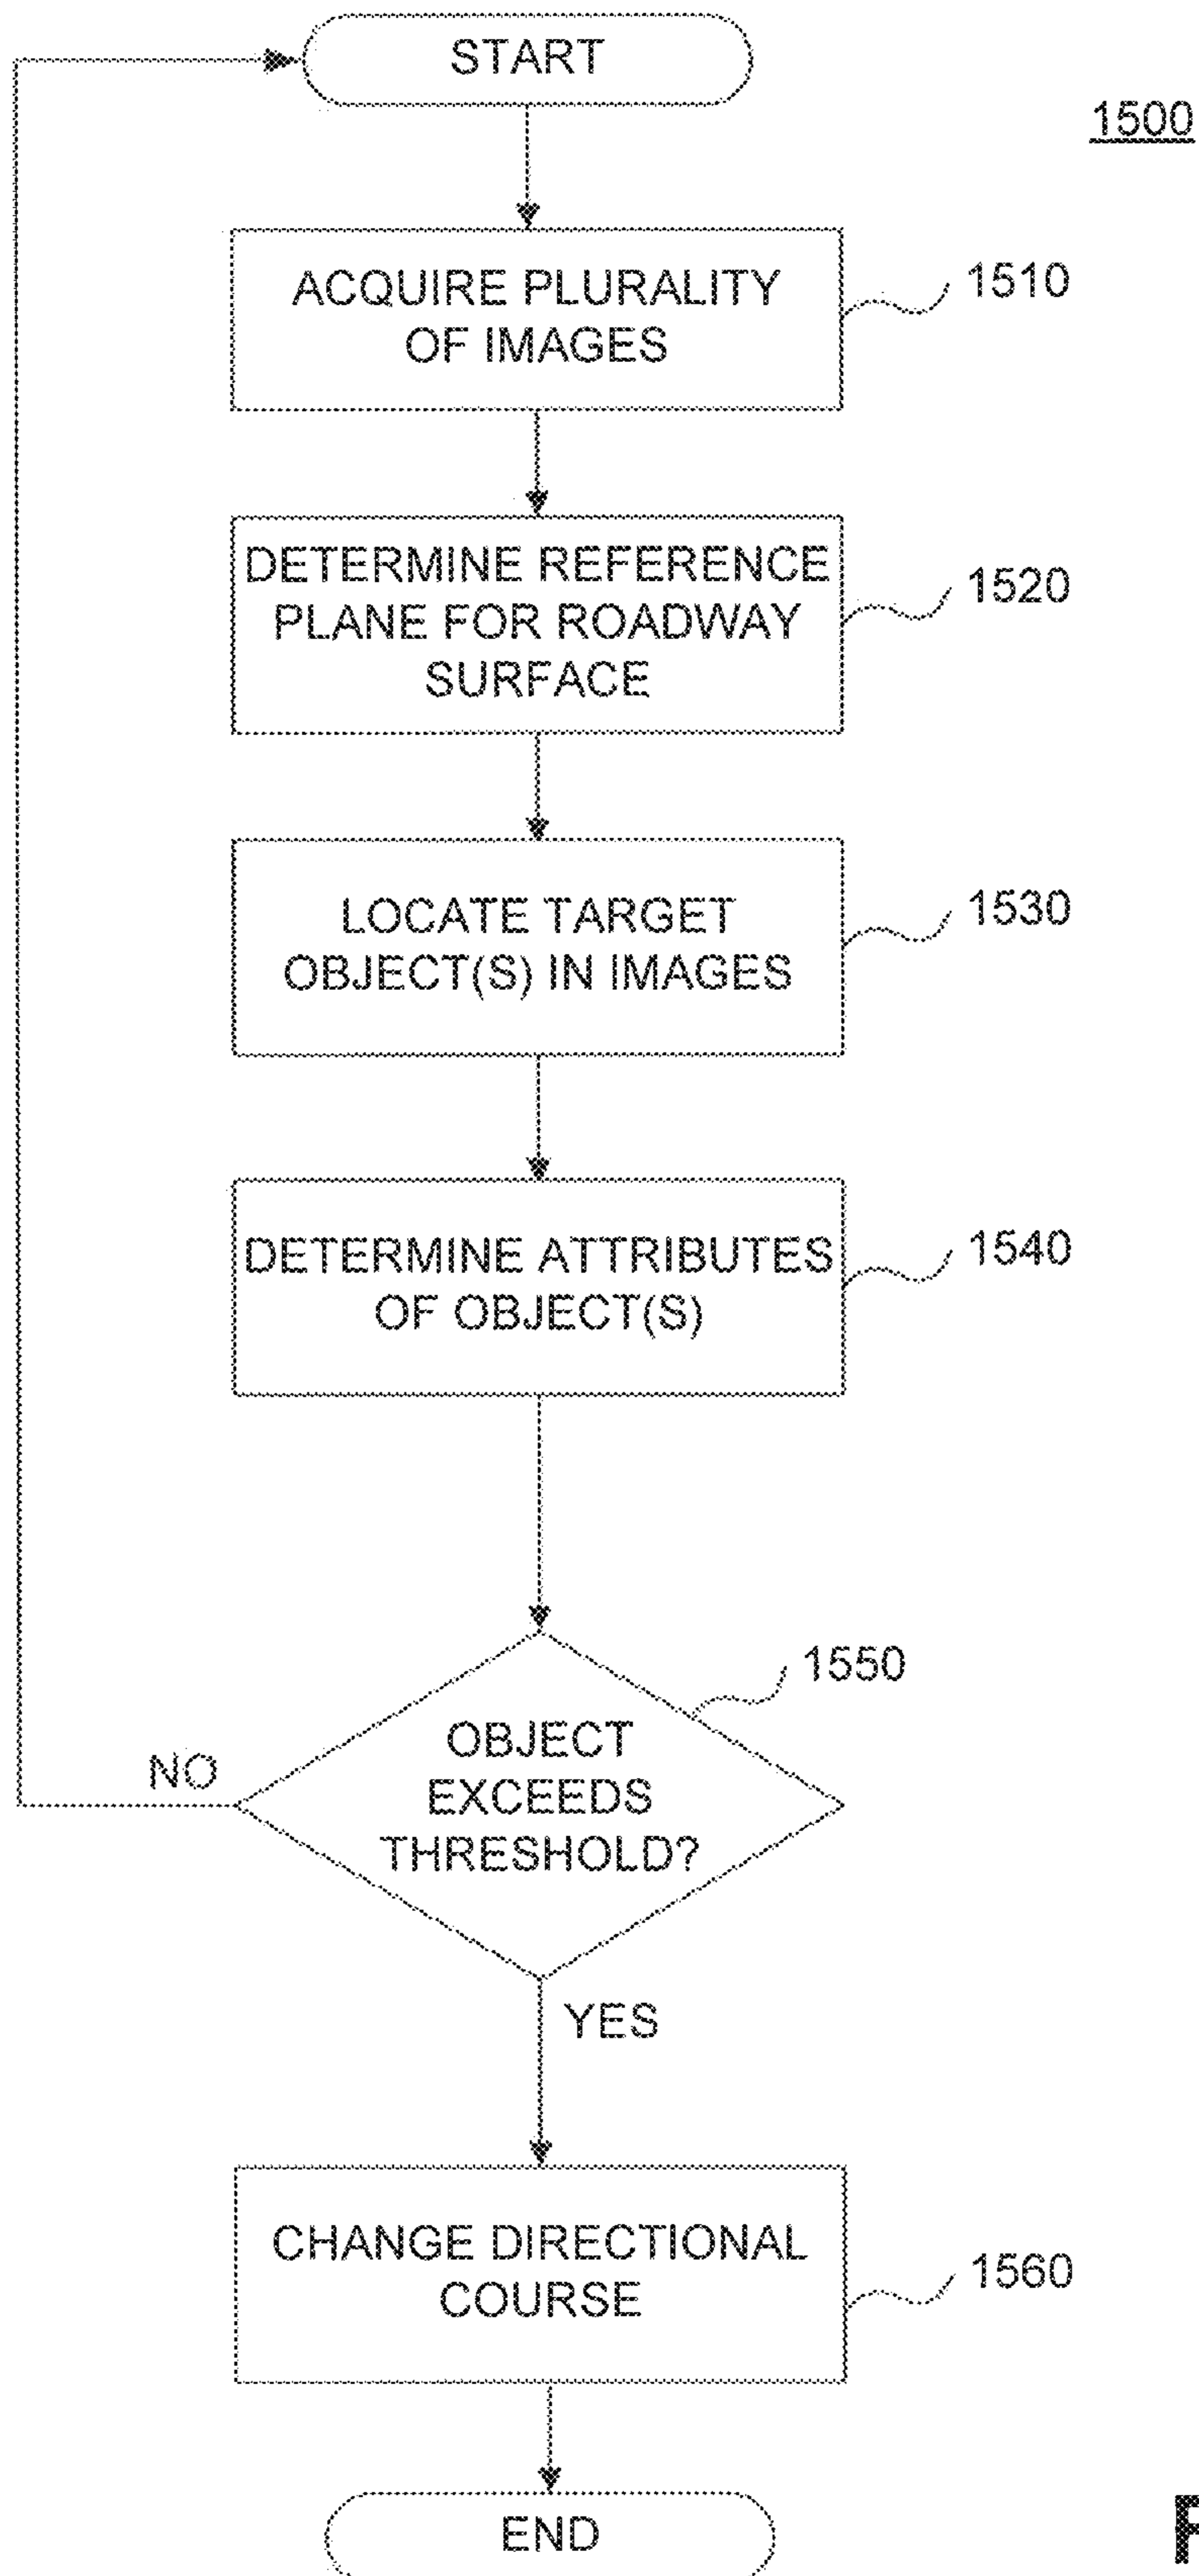 START
1500
ACQUIRE PLURALITY
OF IMAGES
1510
DETERMINE REFERENCE
PLANE FOR ROADWAY
SURFACE
1520
LOCATE TARGET
OBJECT(S) IN IMAGES
1530
DETERMINE ATTRIBUTES
OF OBJECT(S)
1540
1550
OBJECT
EXCEEDS
THRESHOLD?
NO
YES
CHANGE DIRECTIONAL
COURSE
1560
END